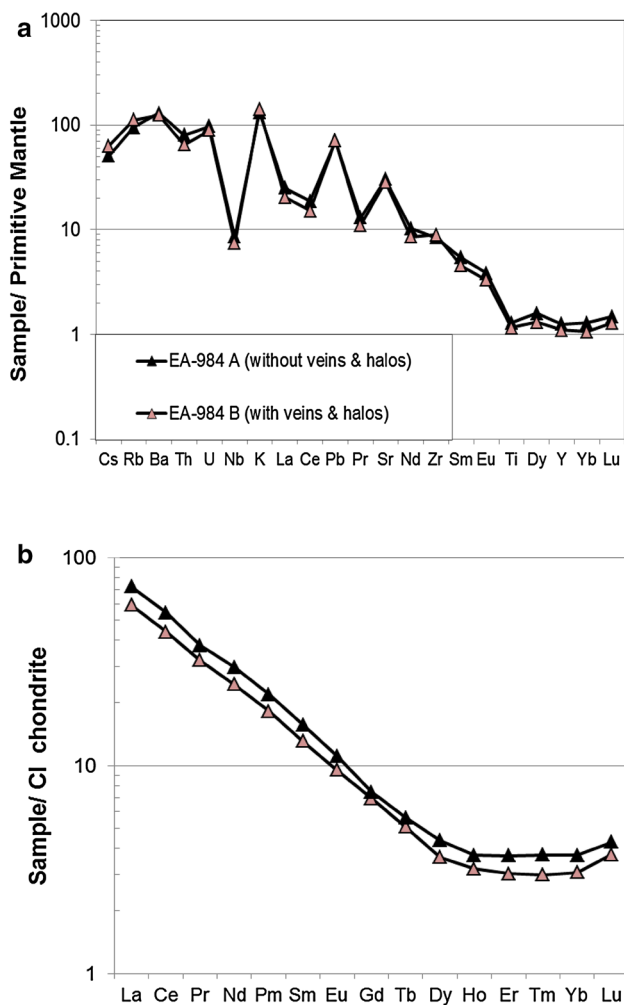 a
1000
100
10
1
0.1
Sample/ Primitive Mantle
EA-984 A (without veins & halos)
EA-984 B (with veins & halos)
Cs Rb Ba Th U Nb K La Ce Pb Pr Sr Nd Zr Sm Eu Ti Dy Y Yb Lu
b
100
10
1
Sample/ CI chondrite
La Ce Pr Nd Pm Sm Eu Gd Tb Dy Ho Er Tm Yb Lu